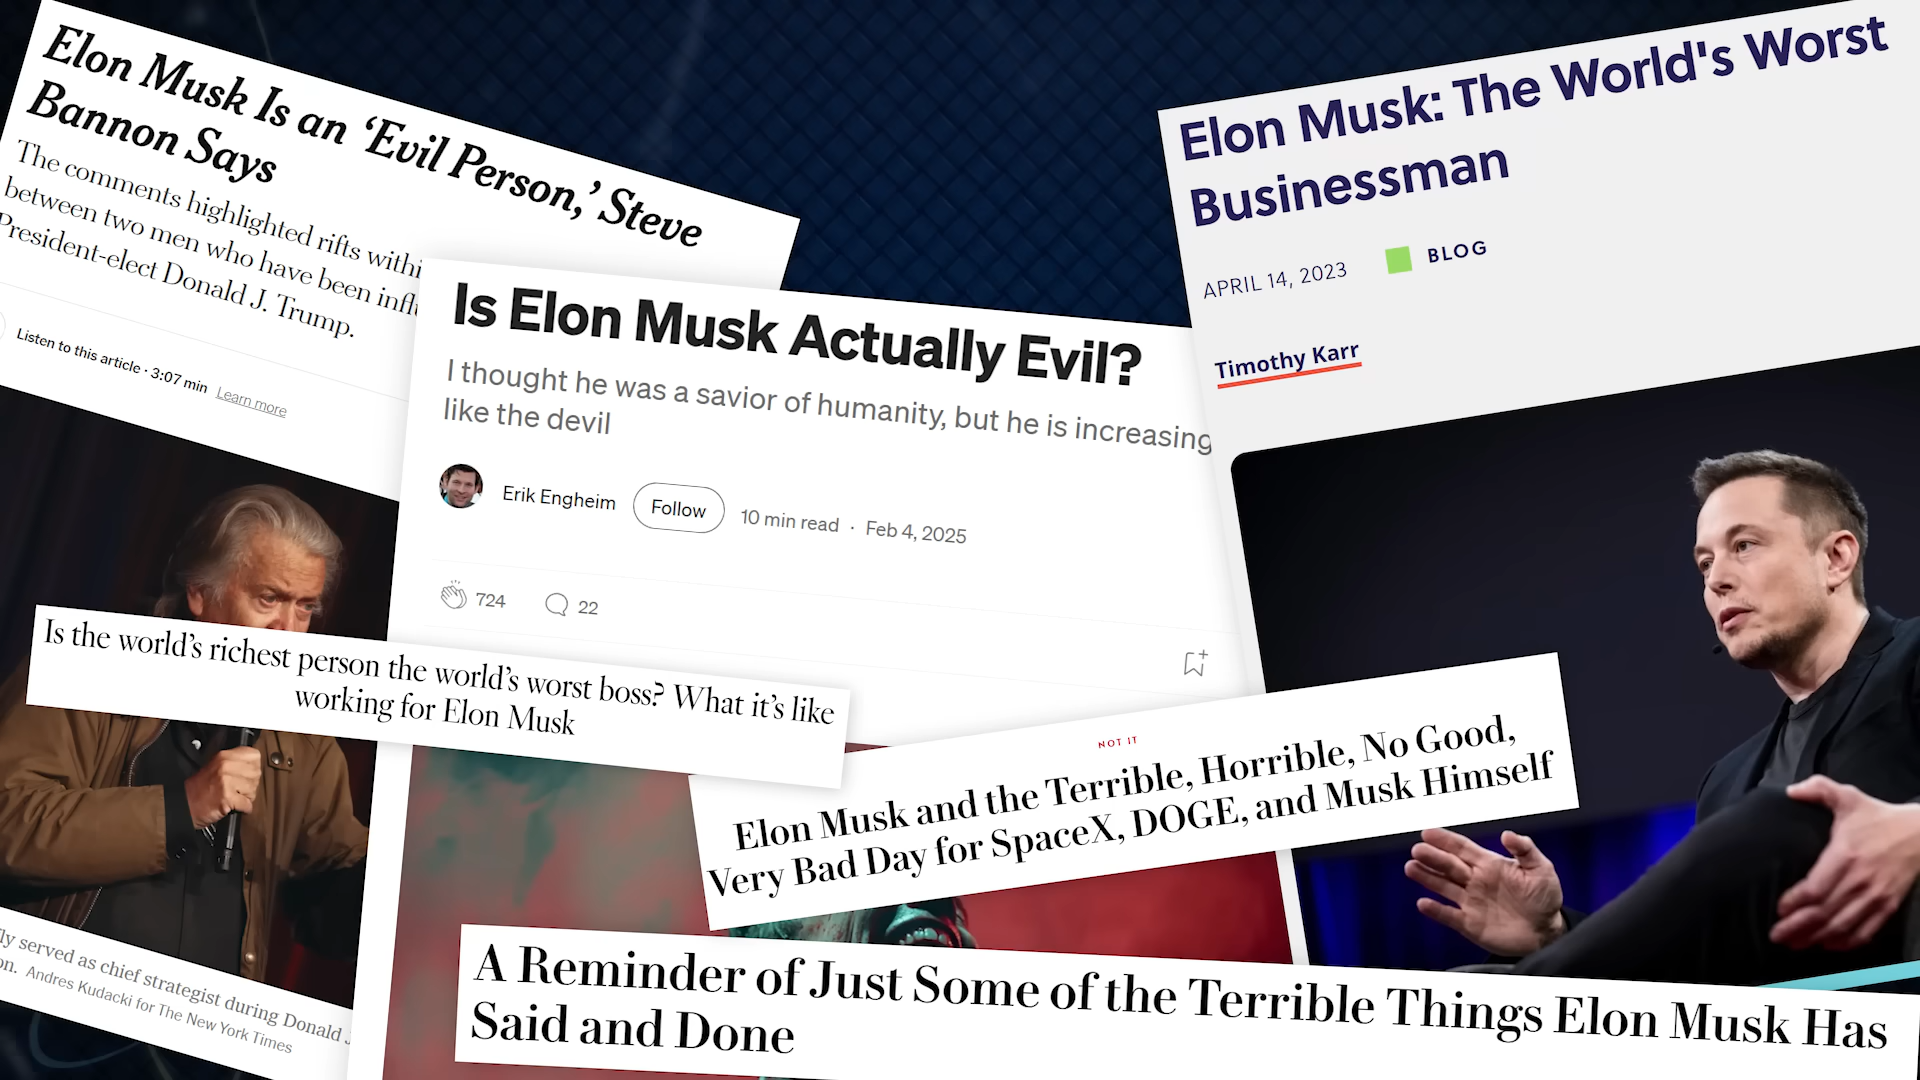 Elon Musk Is an ‘Evil Person,’ Steve
Bannon Says
The comments highlighted rifts
between two men who have been
President-elect Donald J. Trump.
Listen to this article · 3:07 min Learn more
Is Elon Musk Actually Evil?
I thought he was a savior of humanity, but he is increasing
like the devil
Erik Engheim
Follow
10 min read · Feb 4, 2025
724
22
Elon Musk: The World's Worst
Businessman
APRIL 14, 2023
BLOG
Timothy Karr
Is the world’s richest person the world’s worst boss? What it’s like
working for Elon Musk
NOT IT
Elon Musk and the Terrible, Horrible, No Good,
Very Bad Day for SpaceX, DOGE, and Musk Himself
A Reminder of Just Some of the Terrible Things Elon Musk Has
Said and Done
served as chief strategist during Donald
Andres Kudacki for The New York Times